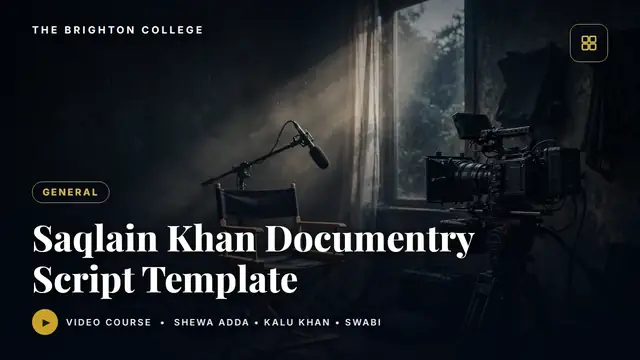 THE BRIGHTON COLLEGE
GENERAL
Saqlain Khan Documentry
Script Template
VIDEO COURSE • SHEWA ADDA • KALU KHAN • SWABI